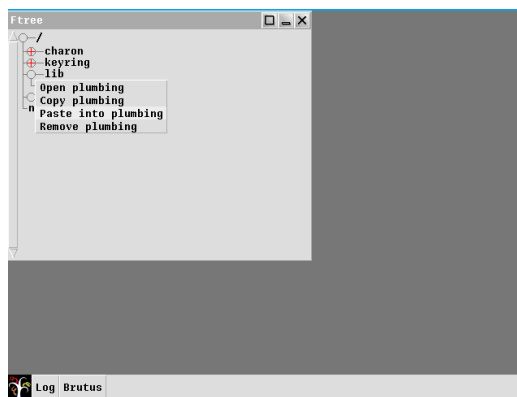 Ftree
/
charon
keyring
lib
Open plumbing
Copy plumbing
n Paste into plumbing
Remove plumbing
Log Brutus